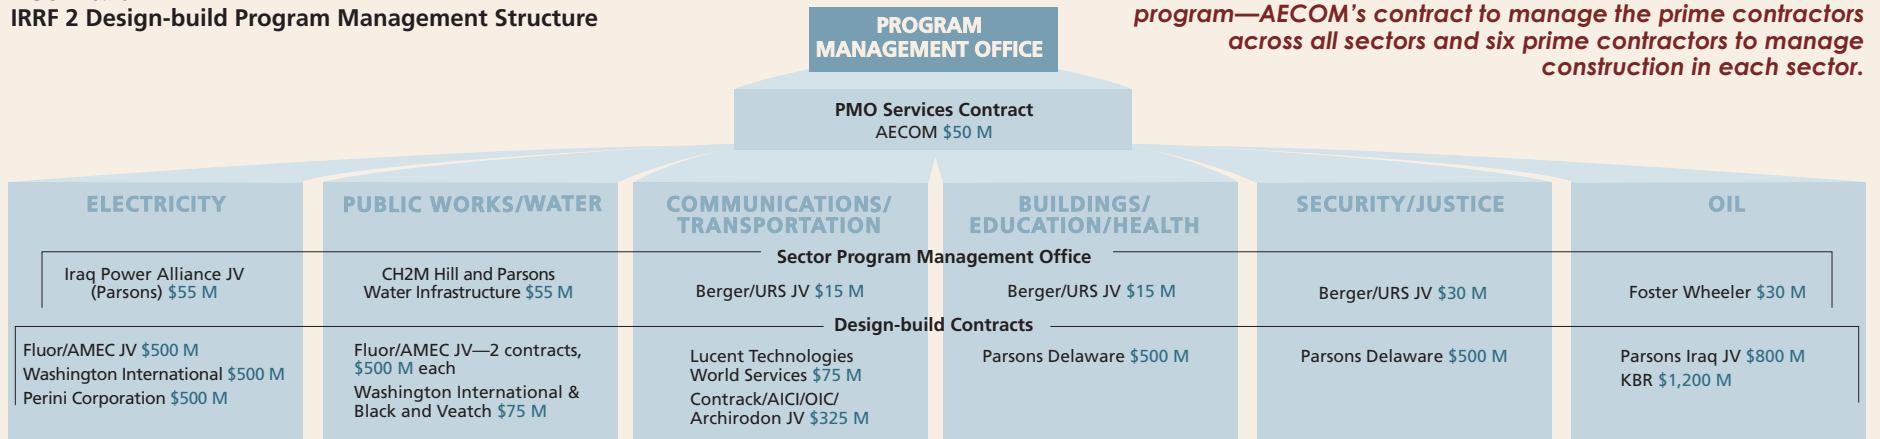 IRRF 2 Design-build Program Management Structure
program—AECOM's contract to manage the prime contractors
across all sectors and six prime contractors to manage
construction in each sector.
PROGRAM
MANAGEMENT OFFICE
PMO Services Contract
AECOM $50 M
ELECTRICITY
PUBLIC WORKS/WATER
COMMUNICATIONS/
TRANSPORTATION
BUILDINGS/
EDUCATION/HEALTH
SECURITY/JUSTICE
OIL
Sector Program Management Office
Iraq Power Alliance JV
(Parsons) $55 M
CH2M Hill and Parsons
Water Infrastructure $55 M
Berger/URS JV $15 M
Berger/URS JV $15 M
Berger/URS JV $30 M
Foster Wheeler $30 M
Design-build Contracts
Fluor/AMEC JV $500 M
Washington International $500 M
Perini Corporation $500 M
Fluor/AMEC JV—2 contracts,
$500 M each
Washington International &
Black and Veatch $75 M
Lucent Technologies
World Services $75 M
Contrack/AICI/OIC/
Archirodon JV $325 M
Parsons Delaware $500 M
Parsons Delaware $500 M
Parsons Iraq JV $800 M
KBR $1,200 M